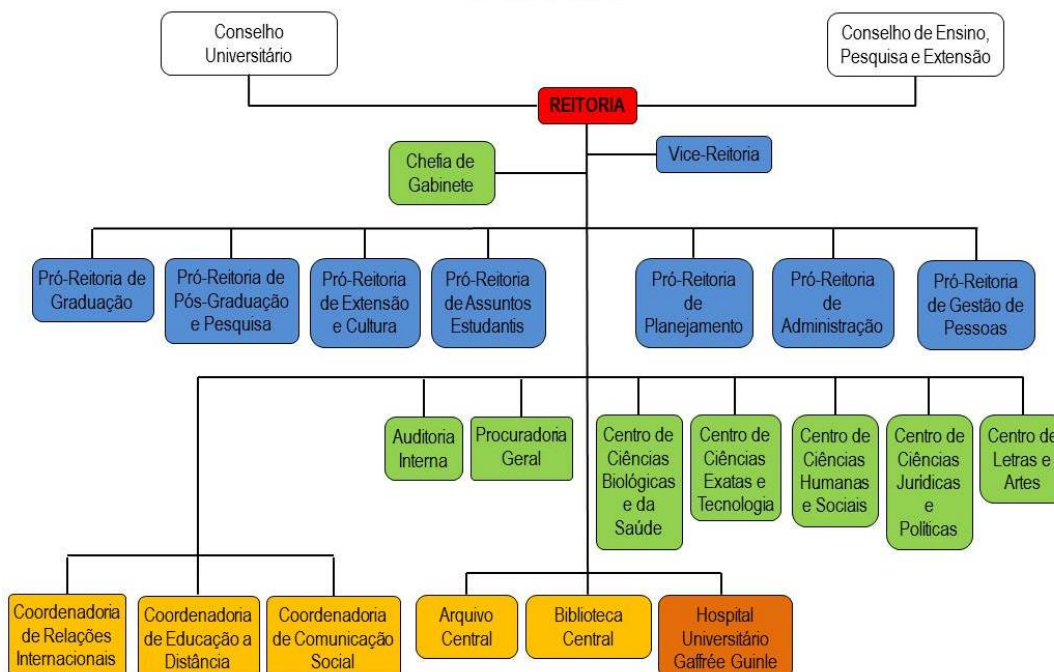 Conselho
Universitário
Conselho de Ensino,
Pesquisa e Extensão
REITORIA
Vice-Reitoria
Chefia de
Gabinete
Pró-Reitoria de
Graduação
Pró-Reitoria de
Pós-Graduação
e Pesquisa
Pró-Reitoria
de Extensão
e Cultura
Pró-Reitoria
de Assuntos
Estudantis
Pró-Reitoria
de
Planejamento
Pró-Reitoria
de
Administração
Pró-Reitoria
de Gestão de
Pessoas
Auditoria
Interna
Procuradoria
Geral
Centro de
Ciências
Biológicas
e da
Saúde
Centro de
Ciências
Exatas e
Tecnologia
Centro de
Ciências
Humanas
e Sociais
Centro de
Ciências
Jurídicas
e
Políticas
Centro de
Letras e
Artes
Coordenadoria
de Relações
Internacionais
Coordenadoria
de Educação a
Distância
Coordenadoria
de Comunicação
Social
Arquivo
Central
Biblioteca
Central
Hospital
Universitário
Gaffrée Guinle